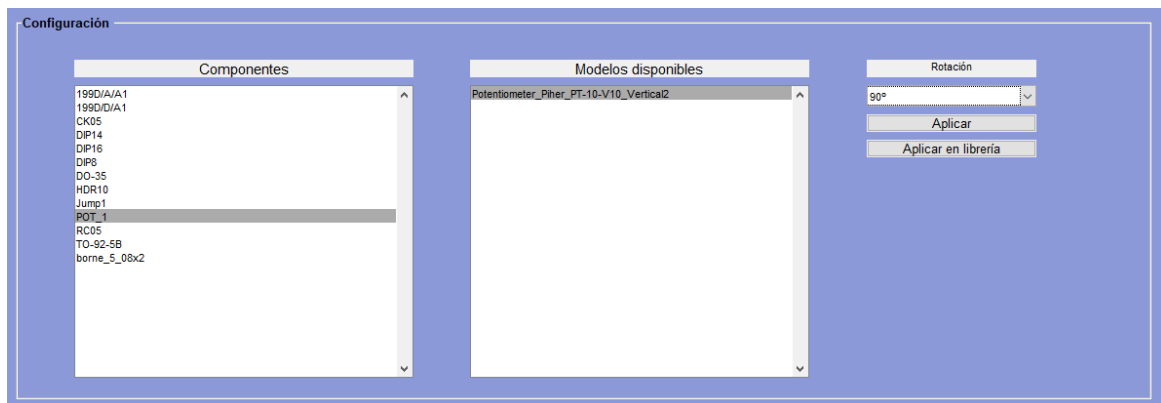 Configuración
Componentes
199D/A/A1
199D/D/A1
CK05
DIP14
DIP16
DIP8
DO-35
HDR10
Jump1
POT_1
RC05
TO-92-5B
borne_5_08x2
Modelos disponibles
Potentiometer_Piher_PT-10-V10_Vertical2
Rotación
90º
Aplicar
Aplicar en librería